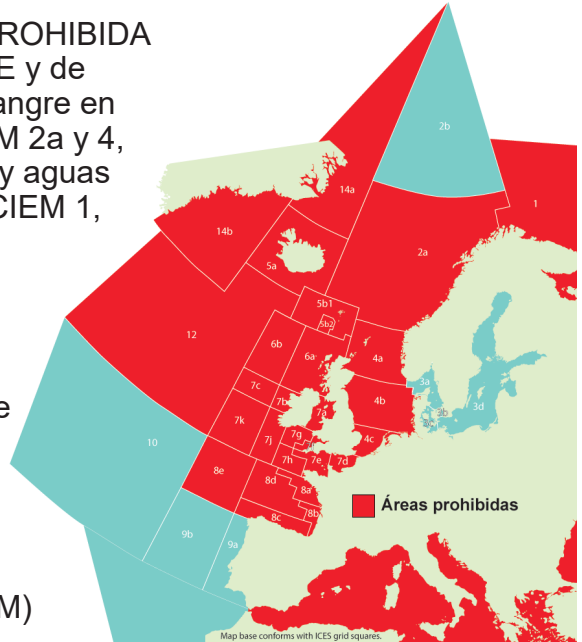 ROHIBIDA
E y de
angre en
M 2a y 4,
y aguas
CIEM 1,
e
M)
2b
1
14a
14b
2a
5a
5b1
5b2
12
6b
6a
4a
7c
7b
7a
4b
3a
3b
3d
7k
7j
7g
4c
10
7h
7e
7d
8e
8d
8a
8b
8c
9b
9a
Áreas prohibidas
Map base conforms with ICES grid squares.